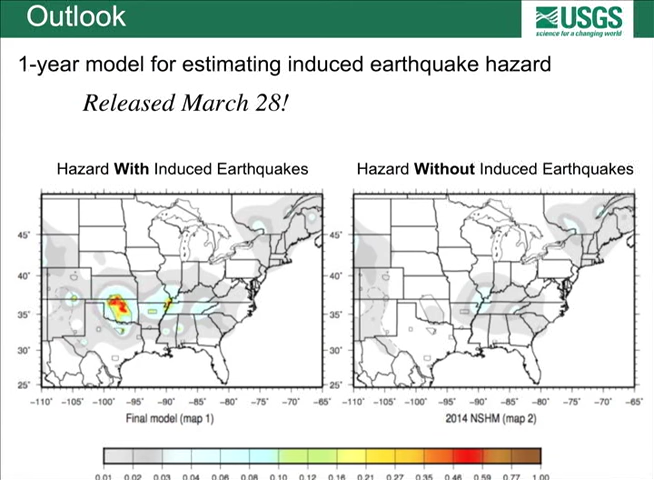 Outlook
USGS
science for a changing world
1-year model for estimating induced earthquake hazard
Released March 28!
Hazard With Induced Earthquakes
Hazard Without Induced Earthquakes
45˚
40˚
35˚
30˚
25˚
−110˚ −105˚ −100˚ −95˚ −90˚ −85˚ −80˚ −75˚ −70˚ −65˚
Final model (map 1)
45˚
40˚
35˚
30˚
25˚
−110˚ −105˚ −100˚ −95˚ −90˚ −85˚ −80˚ −75˚ −70˚ −65˚
2014 NSHM (map 2)
0.01 0.02 0.03 0.04 0.06 0.08 0.10 0.12 0.16 0.21 0.27 0.35 0.46 0.59 0.77 1.00